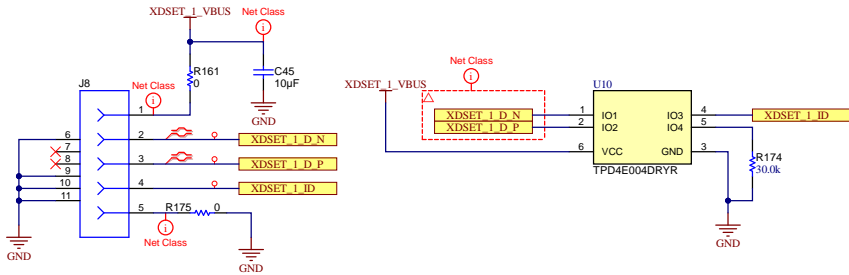 XDSET_1_VBUS
Net Class
i
R161
0
C45
10µF
GND
J8
Net Class
i
1
6
2
XDSET_1_D_N
7
8
3
XDSET_1_D_P
9
10
4
XDSET_1_ID
11
5
R175
0
i
Net Class
GND
GND
Net Class
i
XDSET_1_VBUS
U10
XDSET_1_D_N
1
IO1
IO3
4
XDSET_1_ID
XDSET_1_D_P
2
IO2
IO4
5
6
VCC
GND
3
TPD4E004DRYR
R174
30.0k
GND